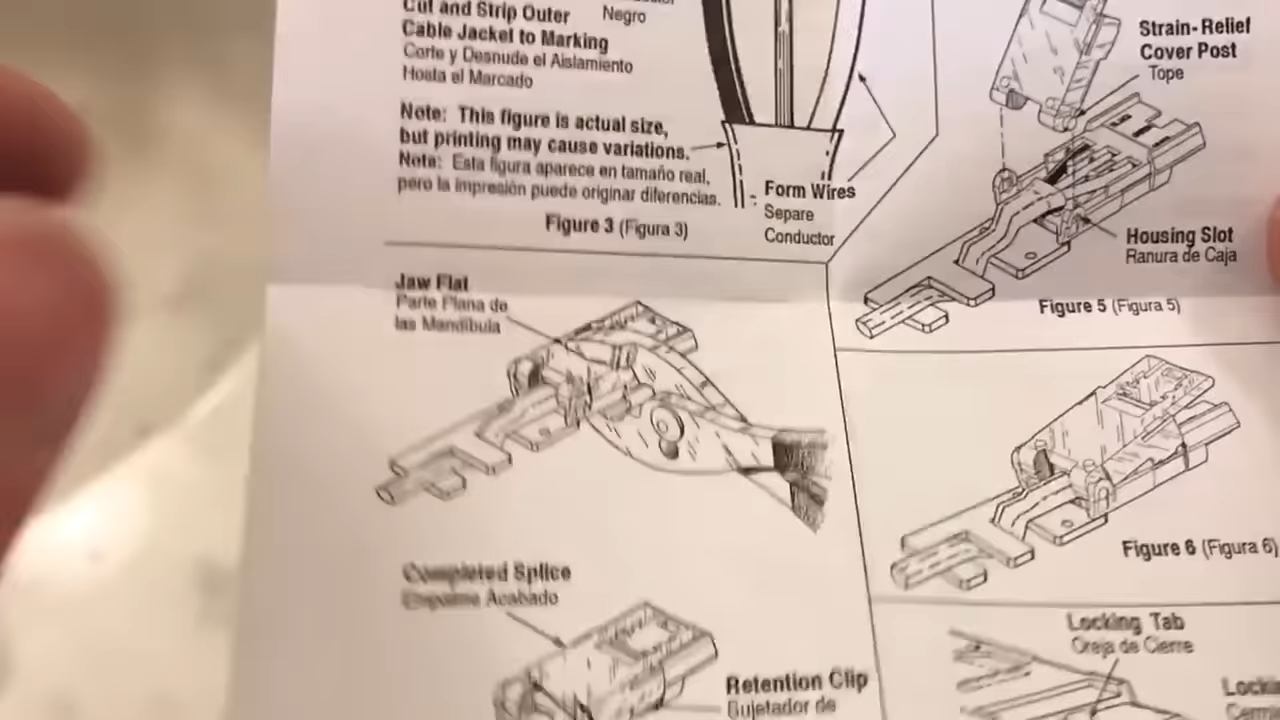 Cut and Strip Outer
Cable Jacket to Marking
Corte y Desnude el Aislamiento
Hasta el Marcado
Negro
Note: This figure is actual size,
but printing may cause variations.
Nota: Esta figura aparece en tamaño real,
pero la impresión puede originar diferencias.
Form Wires
Separe
Conductor
Figure 3 (Figura 3)
Strain-Relief
Cover Post
Tope
Housing Slot
Ranura de Caja
Figure 5 (Figura 5)
Jaw Flat
Parte Plana de
las Mandibula
Figure 6 (Figura 6)
Completed Splice
Empalme Acabado
Retention Clip
Sujetador de
Locking Tab
Oreja de Cierre